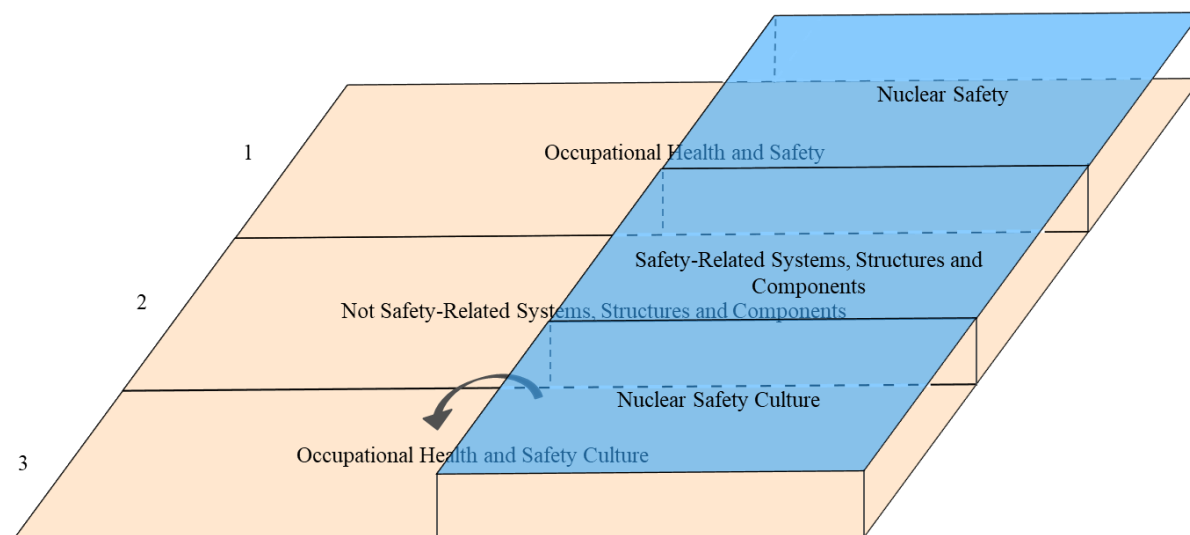 Nuclear Safety
1
Occupational Health and Safety
Safety-Related Systems, Structures and
Components
2
Not Safety-Related Systems, Structures and Components
Nuclear Safety Culture
3
Occupational Health and Safety Culture